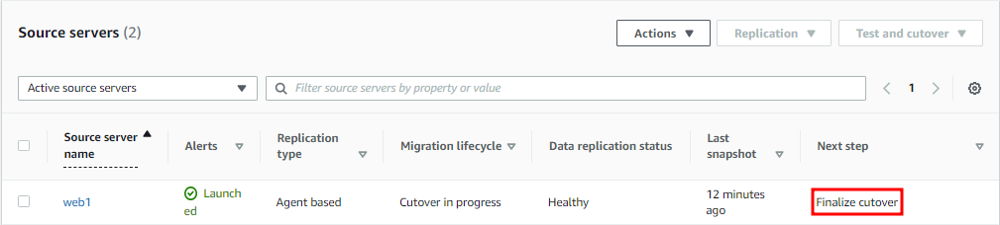 Source servers (2)
Actions
Replication
Test and cutover
Active source servers
Filter source servers by property or value
1
Source server
name
Alerts
Replication
type
Migration lifecycle
Data replication status
Last
snapshot
Next step
web1
Launch
ed
Agent based
Cutover in progress
Healthy
12 minutes
ago
Finalize cutover